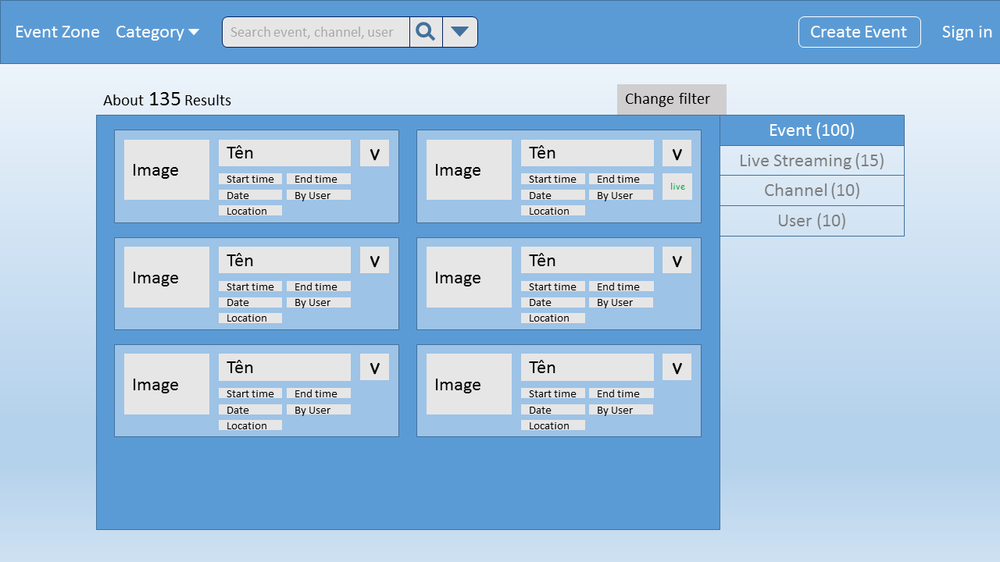 Event Zone Category Search event, channel, user Create Event Sign in
About 135 Results
Change filter
Event (100)
Live Streaming (15)
Channel (10)
User (10)
Image
Tên
V
Start time End time
Date By User
Location
Image
Tên
V
Start time End time
live
Date By User
Location
Image
Tên
V
Start time End time
Date By User
Location
Image
Tên
V
Start time End time
Date By User
Location
Image
Tên
V
Start time End time
Date By User
Location
Image
Tên
V
Start time End time
Date By User
Location